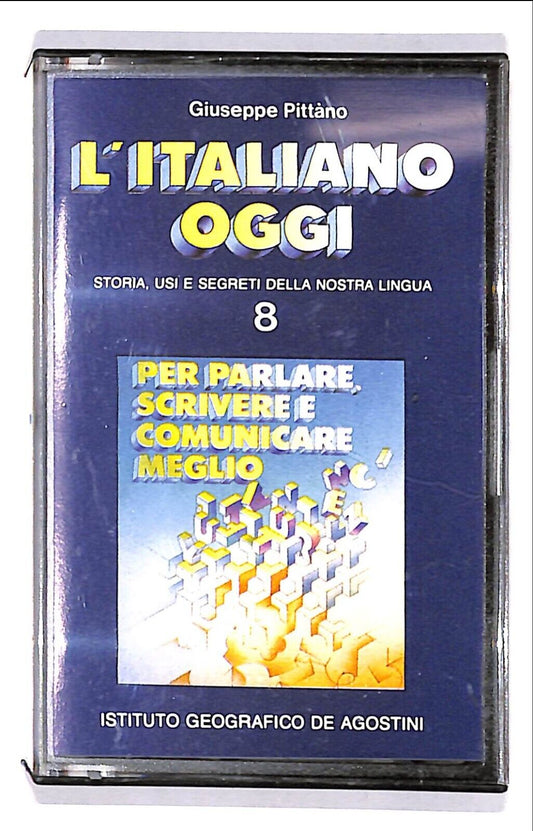 Giuseppe Pittàno
L'ITALIANO
OGGI
STORIA, USI E SEGRETI DELLA NOSTRA LINGUA
8
PER PARLARE,
SCRIVERE E
COMUNICARE
MEGLIO
ISTITUTO GEOGRAFICO DE AGOSTINI